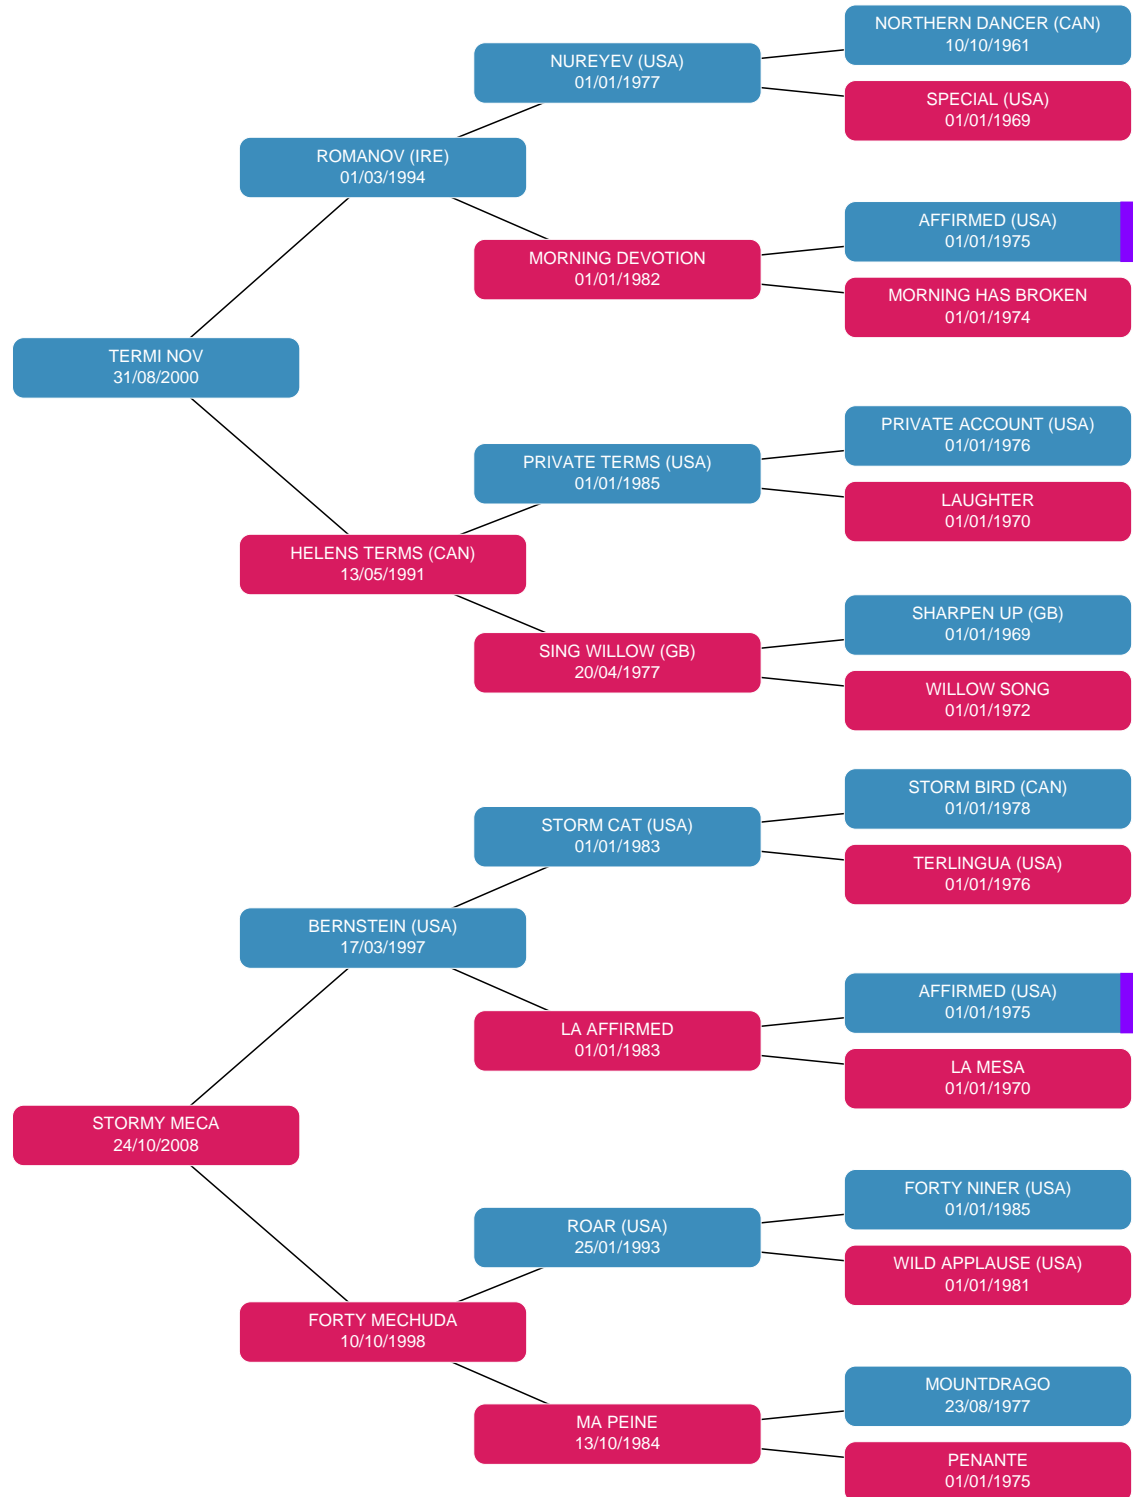 NORTHERN DANCER (CAN)
10/10/1961
NUREYEV (USA)
01/01/1977
SPECIAL (USA)
01/01/1969
ROMANOV (IRE)
01/03/1994
AFFIRMED (USA)
01/01/1975
MORNING DEVOTION
01/01/1982
MORNING HAS BROKEN
01/01/1974
TERMI NOV
31/08/2000
PRIVATE ACCOUNT (USA)
01/01/1976
PRIVATE TERMS (USA)
01/01/1985
LAUGHTER
01/01/1970
HELENS TERMS (CAN)
13/05/1991
SHARPEN UP (GB)
01/01/1969
SING WILLOW (GB)
20/04/1977
WILLOW SONG
01/01/1972
STORM BIRD (CAN)
01/01/1978
STORM CAT (USA)
01/01/1983
TERLINGUA (USA)
01/01/1976
BERNSTEIN (USA)
17/03/1997
AFFIRMED (USA)
01/01/1975
LA AFFIRMED
01/01/1983
LA MESA
01/01/1970
STORMY MECA
24/10/2008
FORTY NINER (USA)
01/01/1985
ROAR (USA)
25/01/1993
WILD APPLAUSE (USA)
01/01/1981
FORTY MECHUDA
10/10/1998
MOUNTDRAGO
23/08/1977
MA PEINE
13/10/1984
PENANTE
01/01/1975